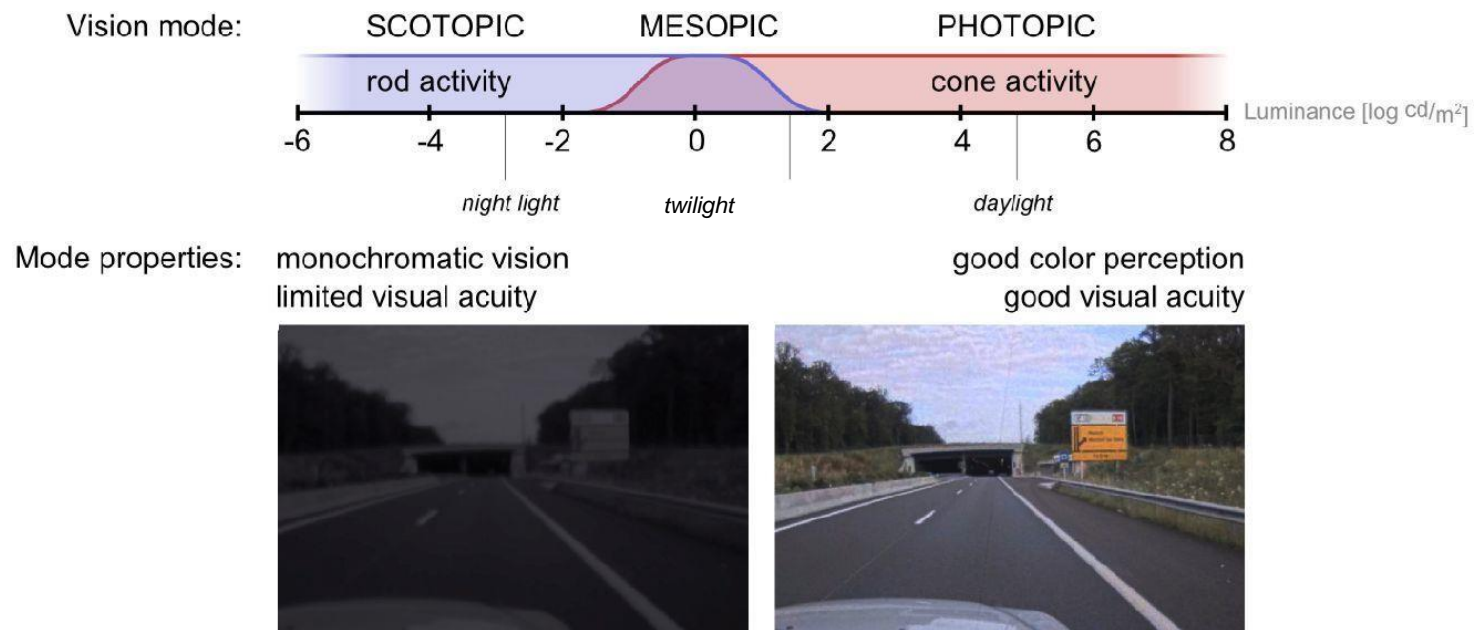 Vision mode: SCOTOPIC MESOPIC PHOTOPIC
rod activity cone activity
Luminance [log cd/m²]
-6 -4 -2 0 2 4 6 8
night light twilight daylight
Mode properties: monochromatic vision good color perception
limited visual acuity good visual acuity